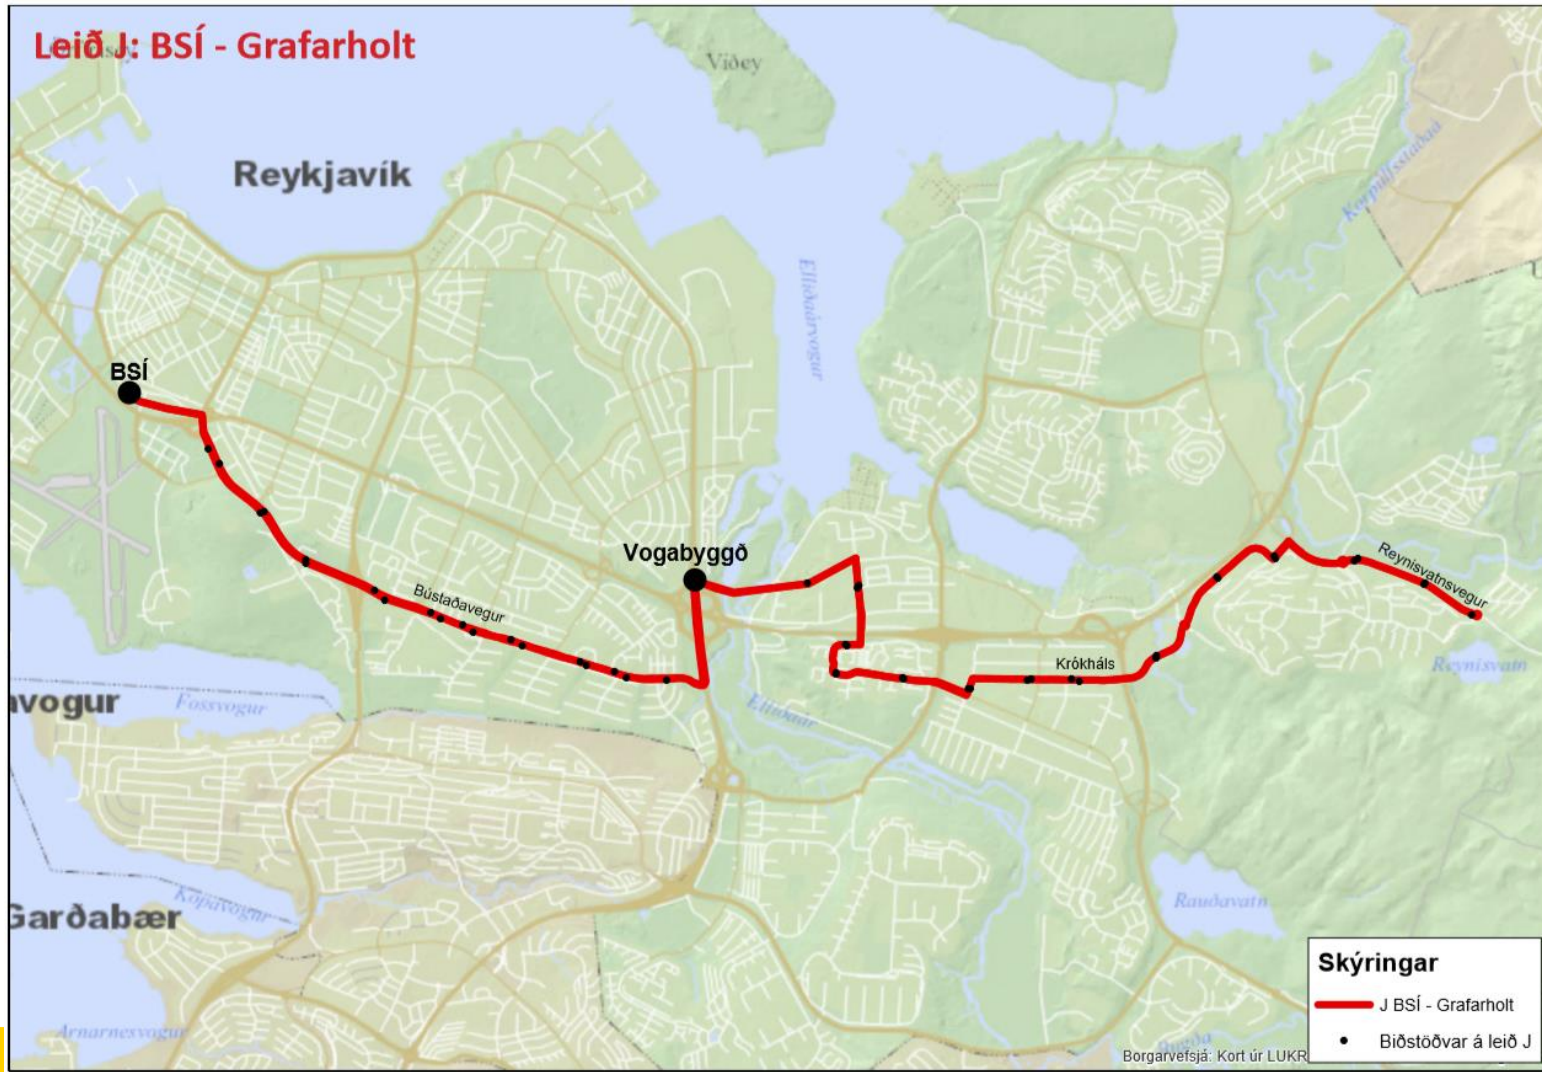 Leið J: BSÍ - Grafarholt
Viðey
Reykjavík
Korpúlfsstaðaá
Elliðaárvogur
BSÍ
Vogabyggð
Reynisvatnsvegur
Bústaðavegur
Krókháls
Reynisvatn
avogur
Fossvogur
Elliðaár
Kópavogur
Rauðavatn
Garðabær
Skýringar
J BSÍ - Grafarholt
Arnarnesvogur
Biðstöðvar á leið J
Borgarvefsjá: Kort úr LUKR